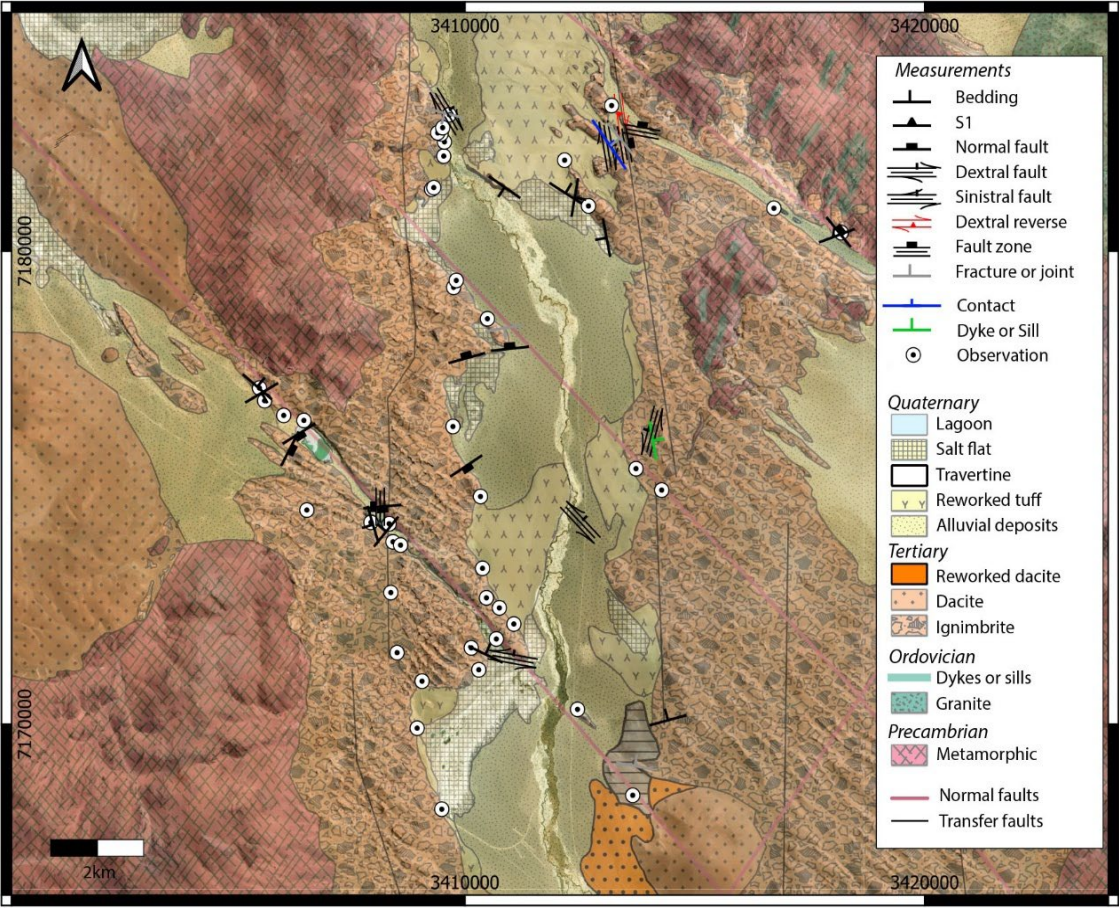 3410000
3420000
Measurements
Bedding
S1
Normal fault
Dextral fault
Sinistral fault
Dextral reverse
Fault zone
Fracture or joint
Contact
Dyke or Sill
Observation
Quaternary
Lagoon
Salt flat
Travertine
Reworked tuff
Alluvial deposits
Tertiary
Reworked dacite
Dacite
Ignimbrite
Ordovician
Dykes or sills
Granite
Precambrian
Metamorphic
Normal faults
Transfer faults
7180000
7170000
2km
3410000
3420000